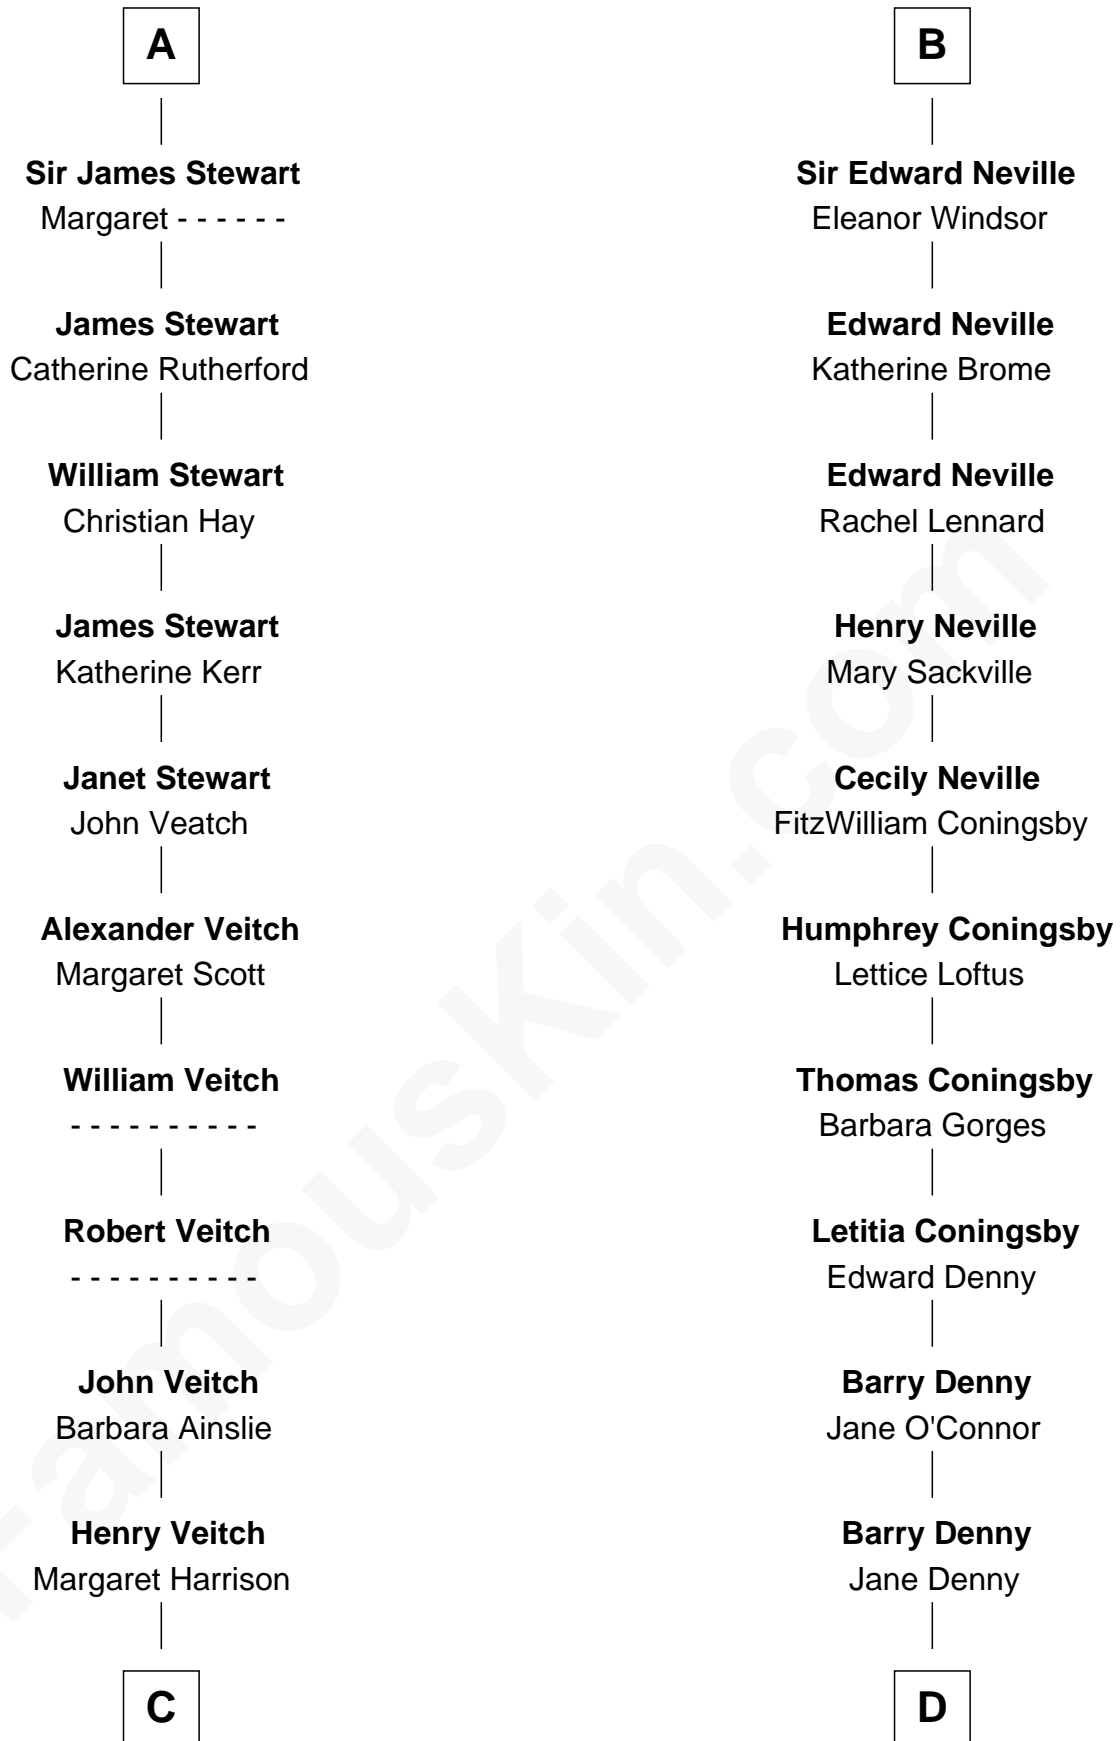 A
Sir James Stewart
Margaret - - - - - -
James Stewart
Catherine Rutherford
William Stewart
Christian Hay
James Stewart
Katherine Kerr
Janet Stewart
John Veatch
Alexander Veitch
Margaret Scott
William Veitch
- - - - - - - - - -
Robert Veitch
- - - - - - - - - -
John Veitch
Barbara Ainslie
Henry Veitch
Margaret Harrison
C
B
Sir Edward Neville
Eleanor Windsor
Edward Neville
Katherine Brome
Edward Neville
Rachel Lennard
Henry Neville
Mary Sackville
Cecily Neville
FitzWilliam Coningsby
Humphrey Coningsby
Lettice Loftus
Thomas Coningsby
Barbara Gorges
Letitia Coningsby
Edward Denny
Barry Denny
Jane O'Connor
Barry Denny
Jane Denny
D
FamousKin.com